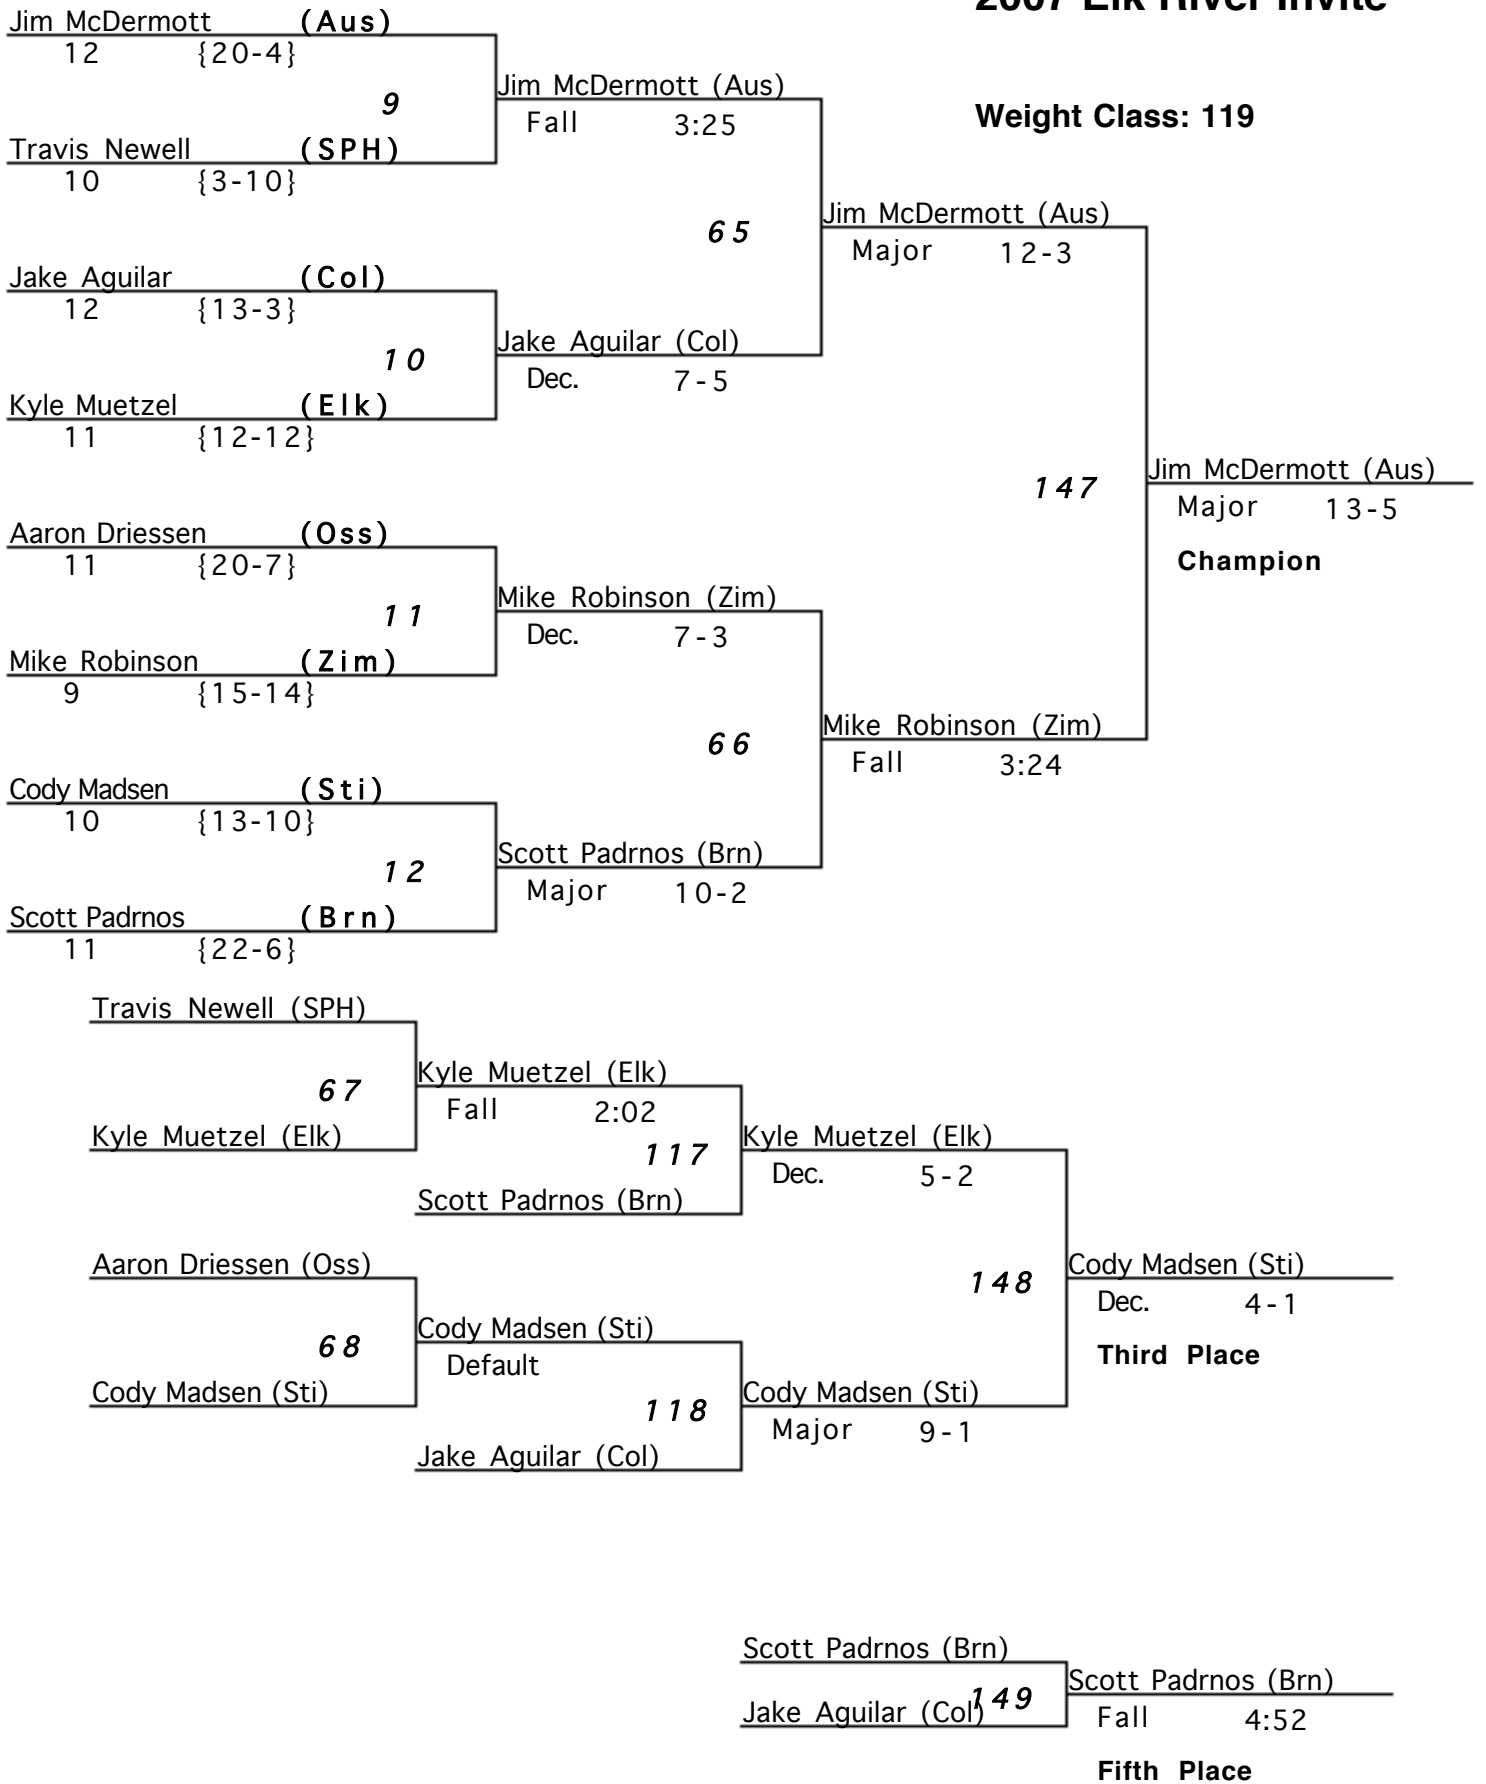 2007 Elk River Invite
Weight Class: 119
Jim McDermott (Aus)
12 {20-4}
9
Travis Newell (SPH)
10 {3-10}
Jim McDermott (Aus)
Fall 3:25
65
Jake Aguilar (Col)
12 {13-3}
10
Kyle Muetzel (Elk)
11 {12-12}
Jake Aguilar (Col)
Dec. 7-5
Jim McDermott (Aus)
Major 12-3
147
Aaron Driessen (Oss)
11 {20-7}
11
Mike Robinson (Zim)
9 {15-14}
Mike Robinson (Zim)
Dec. 7-3
66
Cody Madsen (Sti)
10 {13-10}
12
Scott Padrnos (Brn)
11 {22-6}
Scott Padrnos (Brn)
Major 10-2
Mike Robinson (Zim)
Fall 3:24
Jim McDermott (Aus)
Major 13-5
Champion
Travis Newell (SPH)
67
Kyle Muetzel (Elk)
Kyle Muetzel (Elk)
Fall 2:02
117
Scott Padrnos (Brn)
Kyle Muetzel (Elk)
Dec. 5-2
148
Aaron Driessen (Oss)
68
Cody Madsen (Sti)
Cody Madsen (Sti)
Default
118
Jake Aguilar (Col)
Cody Madsen (Sti)
Major 9-1
Cody Madsen (Sti)
Dec. 4-1
Third Place
Scott Padrnos (Brn)
149
Jake Aguilar (Col)
Scott Padrnos (Brn)
Fall 4:52
Fifth Place